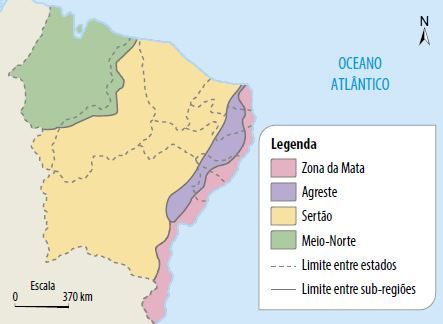 N
OCEANO
ATLÂNTICO
Legenda
Zona da Mata
Agreste
Sertão
Meio-Norte
Limite entre estados
Limite entre sub-regiões
Escala
0 370 km